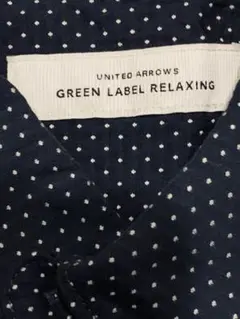 UNITED ARROWS
GREEN LABEL RELAXING